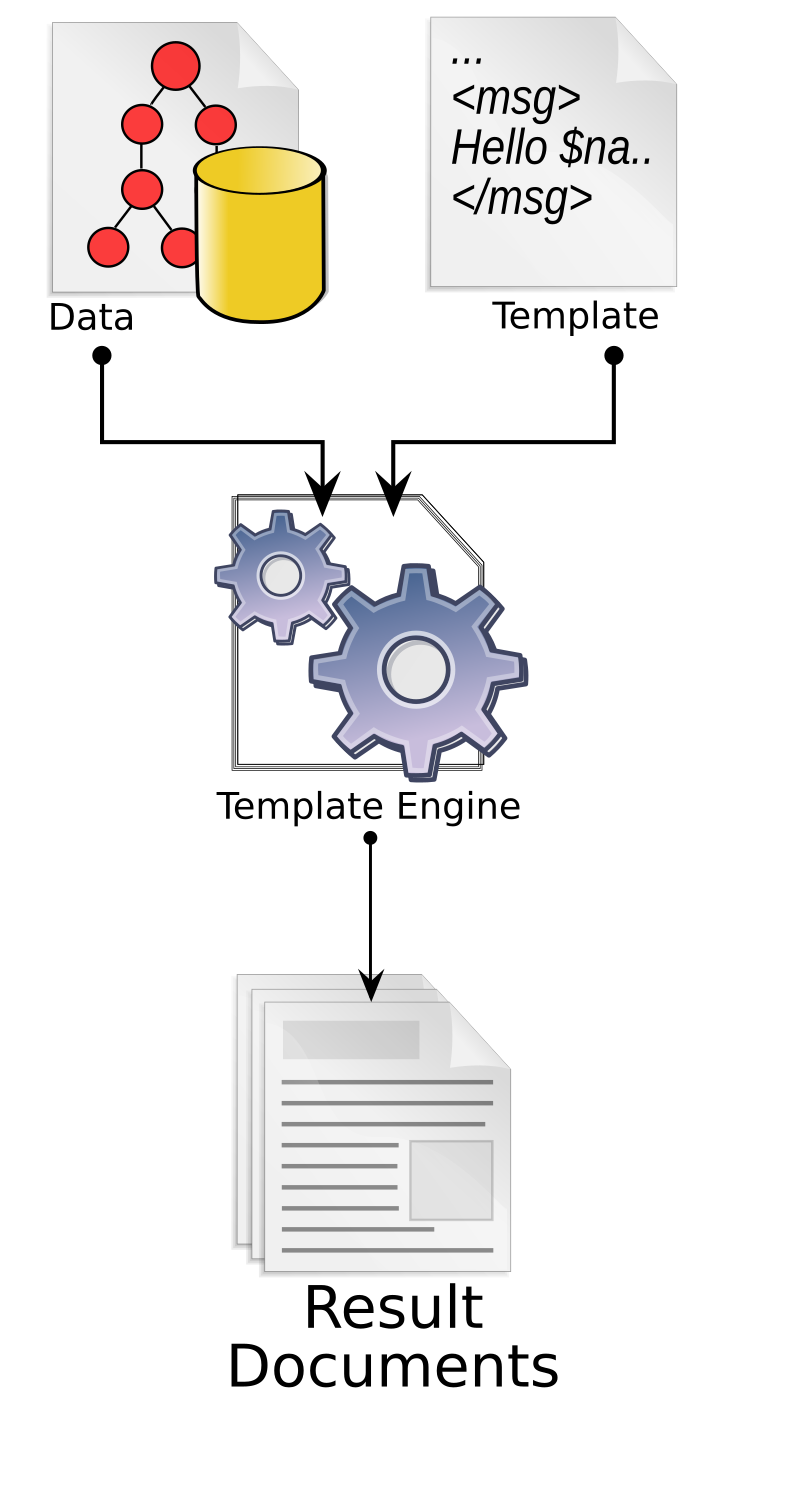 ...
<msg>
Hello $na..
</msg>
Data
Template
Template Engine
Result
Documents